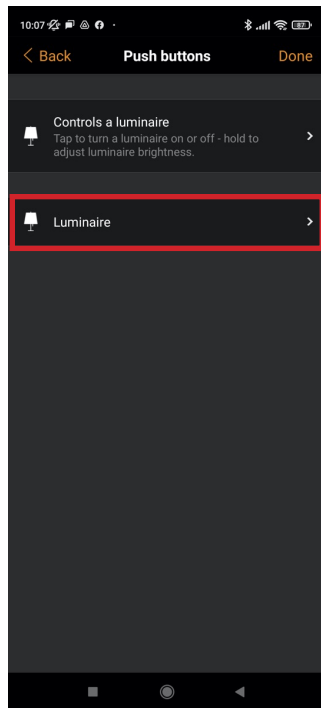 10:07
87
Back
Push buttons
Done
Controls a luminaire
Tap to turn a luminaire on or off - hold to
adjust luminaire brightness.
Luminaire